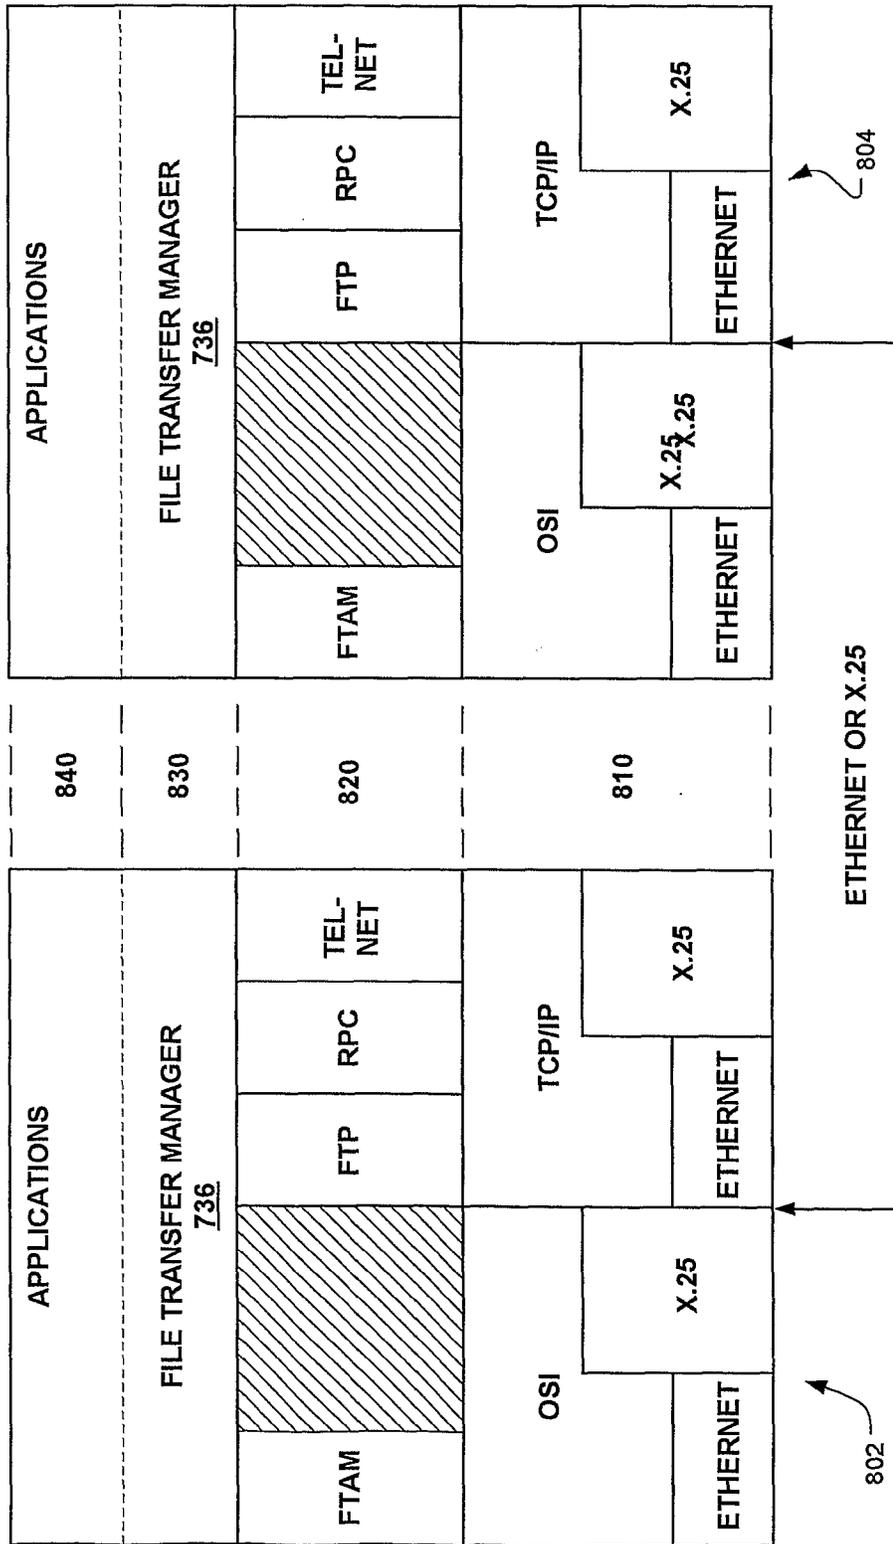 APPLICATIONS
FILE TRANSFER MANAGER
736
FTAM
FTP
RPC
TEL-
NET
OSI
TCP/IP
X.25
X.25
ETHERNET
ETHERNET
802
840
830
820
810
ETHERNET OR X.25
APPLICATIONS
FILE TRANSFER MANAGER
736
FTAM
FTP
RPC
TEL-
NET
OSI
TCP/IP
X.25
X.25
X.25
ETHERNET
ETHERNET
804